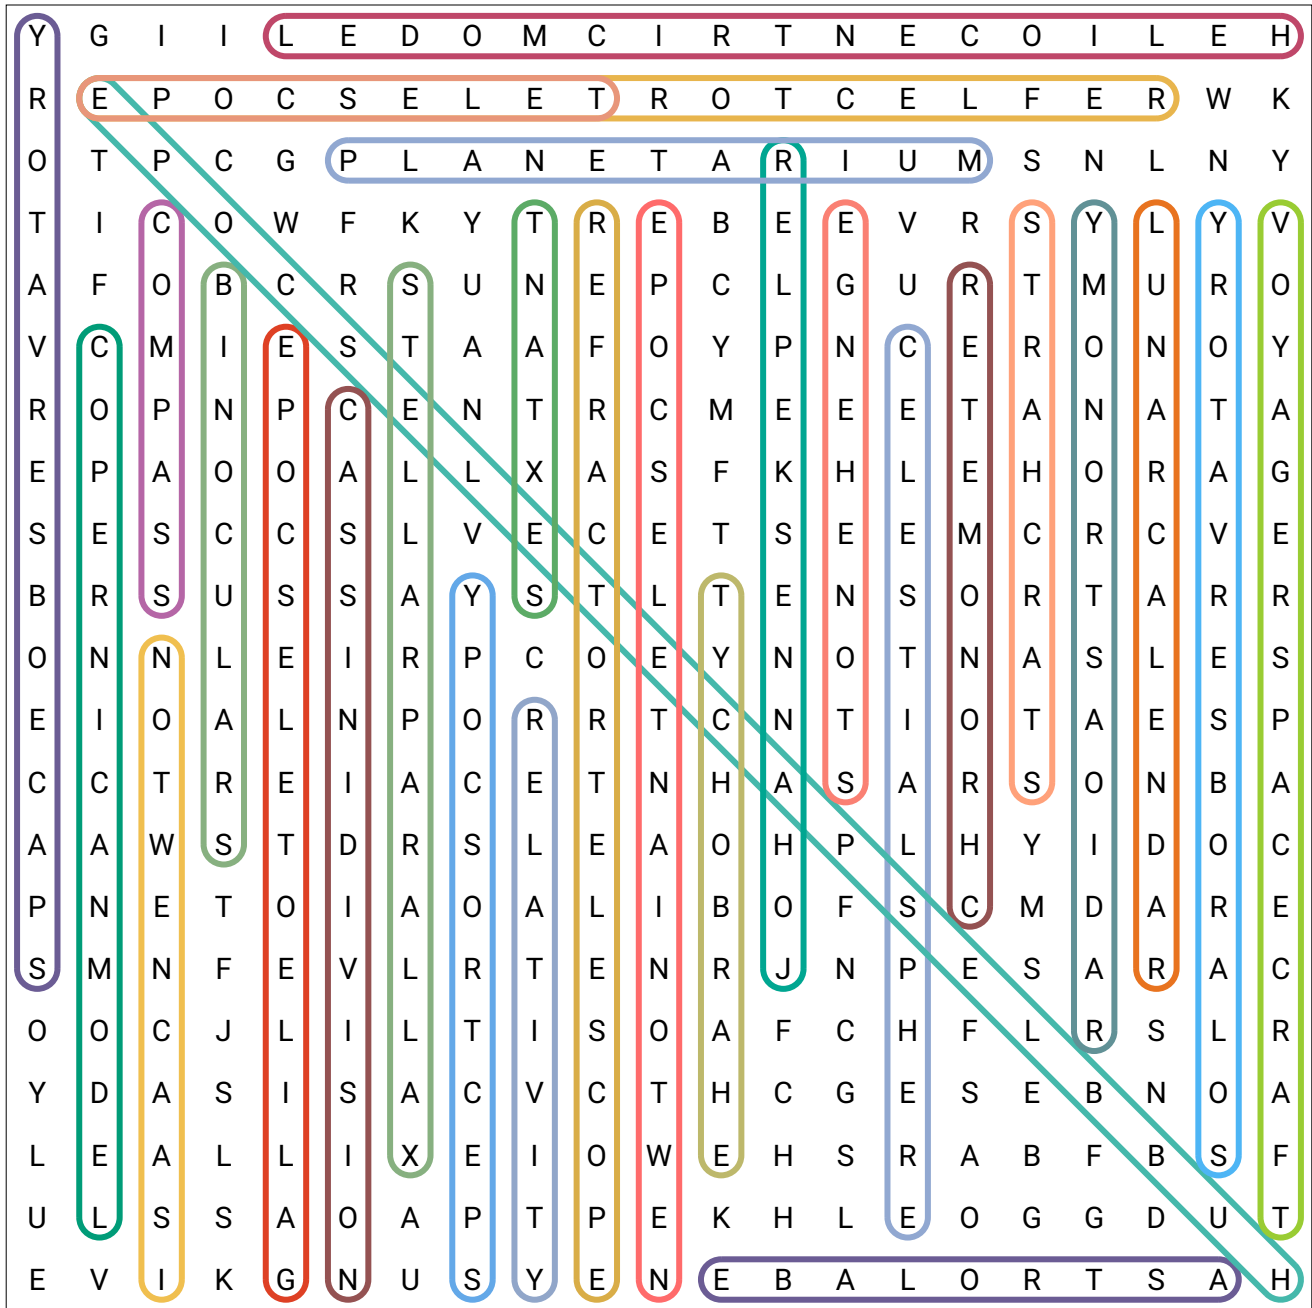 Y G I I L E D O M C I R T N E C O I L E H
R E P O C S E L E T R O T C E L F E R W K
O T P C G P L A N E T A R I U M S N L N Y
T I C O W F K Y T R E B E E V R S Y L Y V
A F O B C R S U N E P C L G U R T M U R O
V C M I E S T A A F O Y P N C E R O N O Y
R O P N P C E N T R C M E E E T A N A T A
E P A O O A L L X A S F K H L E H O R A G
S E S C C S L V E C E T S E E M C R C V E
B R S U S S A Y S T L T E N S O R T A R R
O N N L E I R P C O E Y N O T N A S L E S
E I O A L N P O R R T C N T I O T A E S P
C C T R E I A C E T N H A S A R S O N B A
A A W S T D R S L E A O H P L H Y I D O C
P N E T O I A O A L I B O F S C M D A R E
S M N F E V L R T E N R J N P E S A R A C
O O C J L I L T I S O A F C H F L R S L R
Y D A S I S A C V C T H C G E S E B N O A
L E A L L I X E I O W E H S R A B F B S F
U L S S A O A P T P E K H L E O G G D U T
E V I K G N U S Y E N E B A L O R T S A H